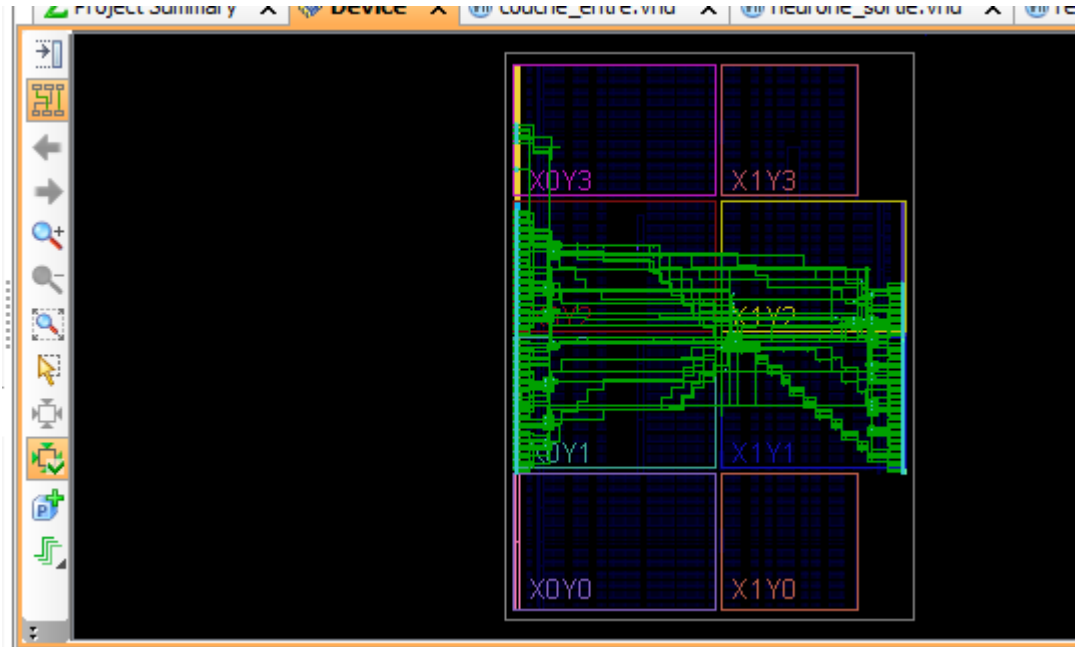 Project Summary X Device X couche_entre.vhd X neurone_sortie.vhd X
X0Y3 X1Y3
X1Y2
X0Y1 X1Y1
X0Y0 X1Y0